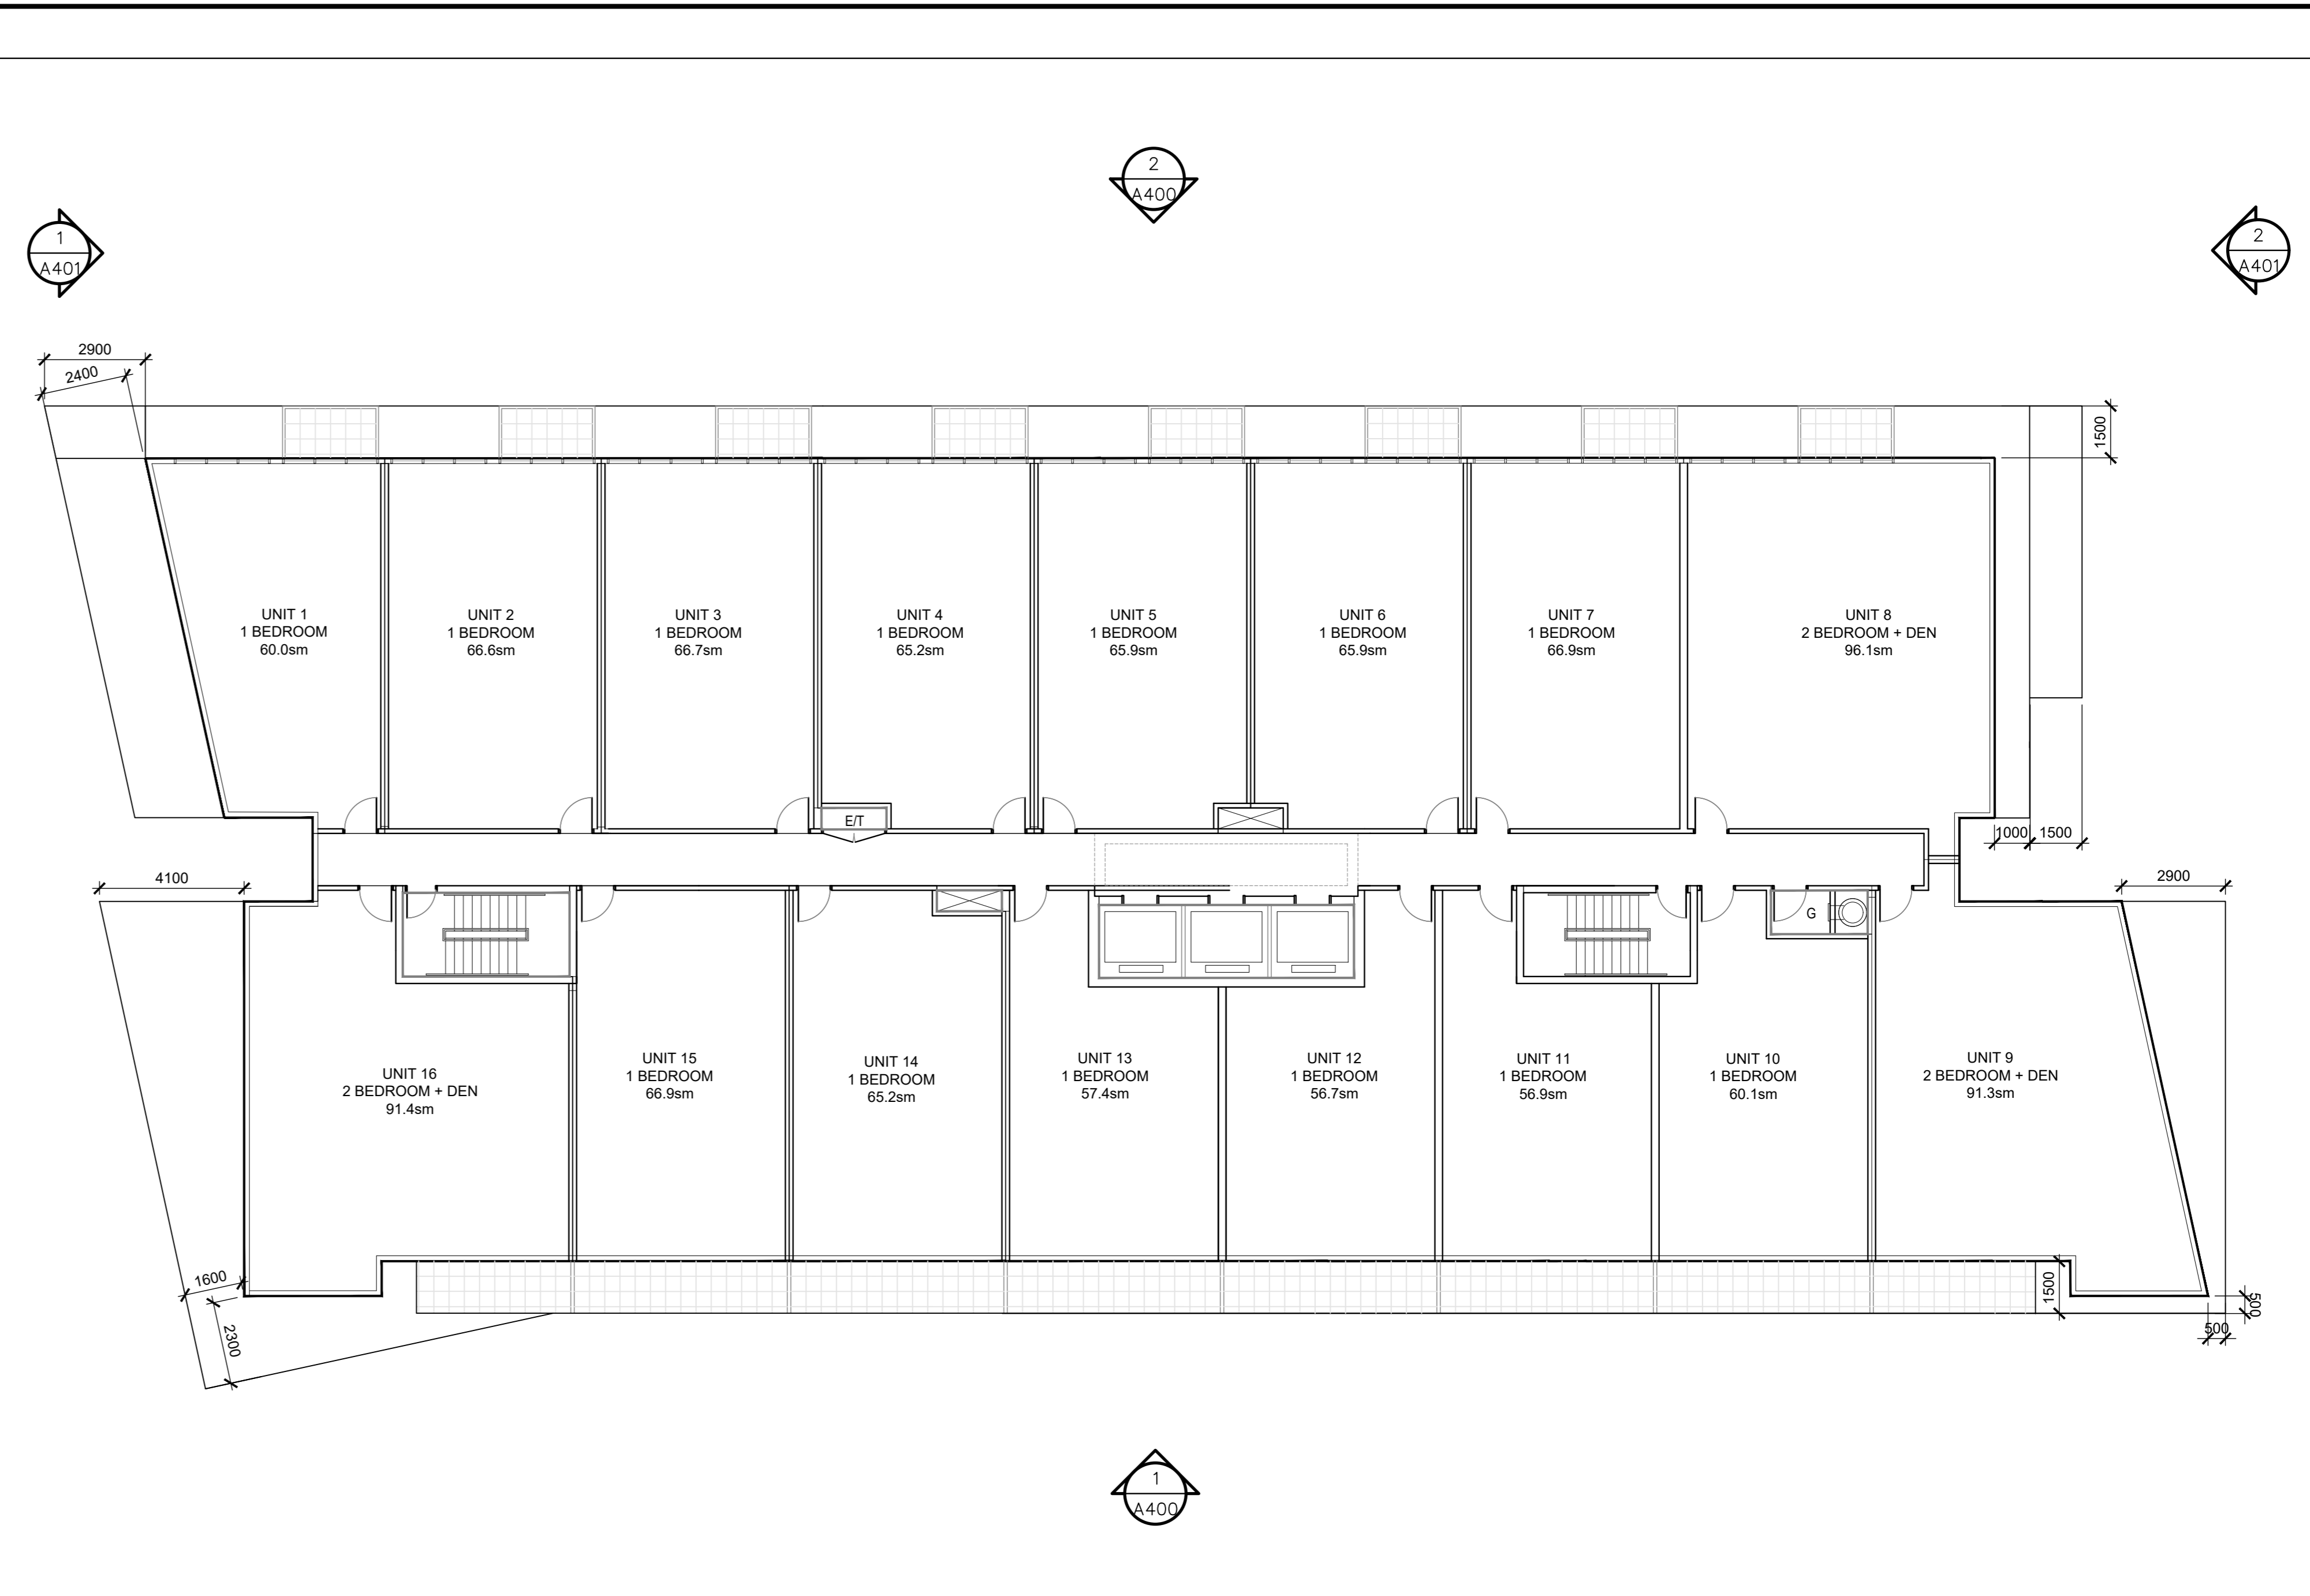 2
A400
1
A401
2
A401
2900
2400
1500
UNIT 1
1 BEDROOM
60.0sm
UNIT 2
1 BEDROOM
66.6sm
UNIT 3
1 BEDROOM
66.7sm
UNIT 4
1 BEDROOM
65.2sm
UNIT 5
1 BEDROOM
65.9sm
UNIT 6
1 BEDROOM
65.9sm
UNIT 7
1 BEDROOM
66.9sm
UNIT 8
2 BEDROOM + DEN
96.1sm
E/T
1000
1500
4100
2900
G
UNIT 16
2 BEDROOM + DEN
91.4sm
UNIT 15
1 BEDROOM
66.9sm
UNIT 14
1 BEDROOM
65.2sm
UNIT 13
1 BEDROOM
57.4sm
UNIT 12
1 BEDROOM
56.7sm
UNIT 11
1 BEDROOM
56.9sm
UNIT 10
1 BEDROOM
60.1sm
UNIT 9
2 BEDROOM + DEN
91.3sm
1600
2300
1500
500
500
1
A400